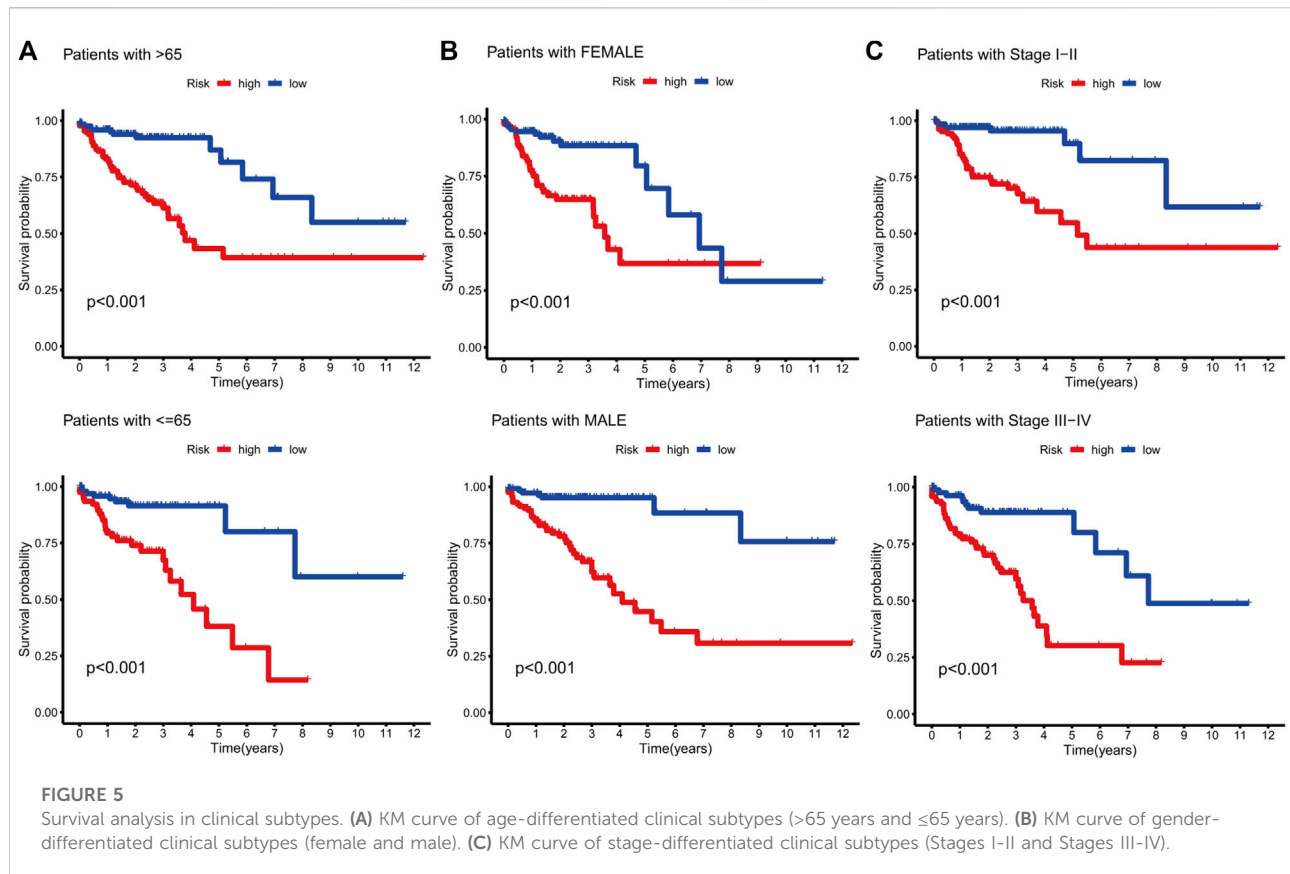 A
Patients with >65
Risk high low
1.00
0.75
0.50
0.25
0.00
Survival probability
p<0.001
0 1 2 3 4 5 6 7 8 9 10 11 12
Time(years)
Patients with <=65
Risk high low
1.00
0.75
0.50
0.25
0.00
Survival probability
p<0.001
0 1 2 3 4 5 6 7 8 9 10 11 12
Time(years)
B
Patients with FEMALE
Risk high low
1.00
0.75
0.50
0.25
0.00
Survival probability
p<0.001
0 1 2 3 4 5 6 7 8 9 10 11 12
Time(years)
Patients with MALE
Risk high low
1.00
0.75
0.50
0.25
0.00
Survival probability
p<0.001
0 1 2 3 4 5 6 7 8 9 10 11 12
Time(years)
C
Patients with Stage I−II
Risk high low
1.00
0.75
0.50
0.25
0.00
Survival probability
p<0.001
0 1 2 3 4 5 6 7 8 9 10 11 12
Time(years)
Patients with Stage III−IV
Risk high low
1.00
0.75
0.50
0.25
0.00
Survival probability
p<0.001
0 1 2 3 4 5 6 7 8 9 10 11 12
Time(years)
FIGURE 5
Survival analysis in clinical subtypes. (A) KM curve of age-differentiated clinical subtypes (>65 years and ≤65 years). (B) KM curve of gender-
differentiated clinical subtypes (female and male). (C) KM curve of stage-differentiated clinical subtypes (Stages I-II and Stages III-IV).